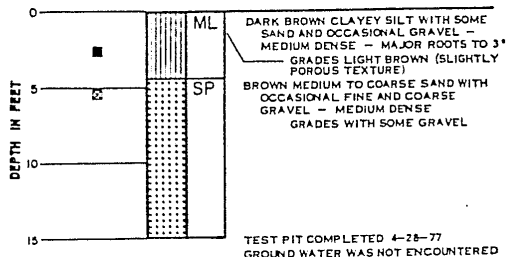 0
ML
DARK BROWN CLAYEY SILT WITH SOME
SAND AND OCCASIONAL GRAVEL –
MEDIUM DENSE – MAJOR ROOTS TO 3"
GRADES LIGHT BROWN (SLIGHTLY
POROUS TEXTURE)
5
SP
BROWN MEDIUM TO COARSE SAND WITH
OCCASIONAL FINE AND COARSE
GRAVEL – MEDIUM DENSE
GRADES WITH SOME GRAVEL
DEPTH IN FEET
10
15
TEST PIT COMPLETED 4-28-77
GROUND WATER WAS NOT ENCOUNTERED